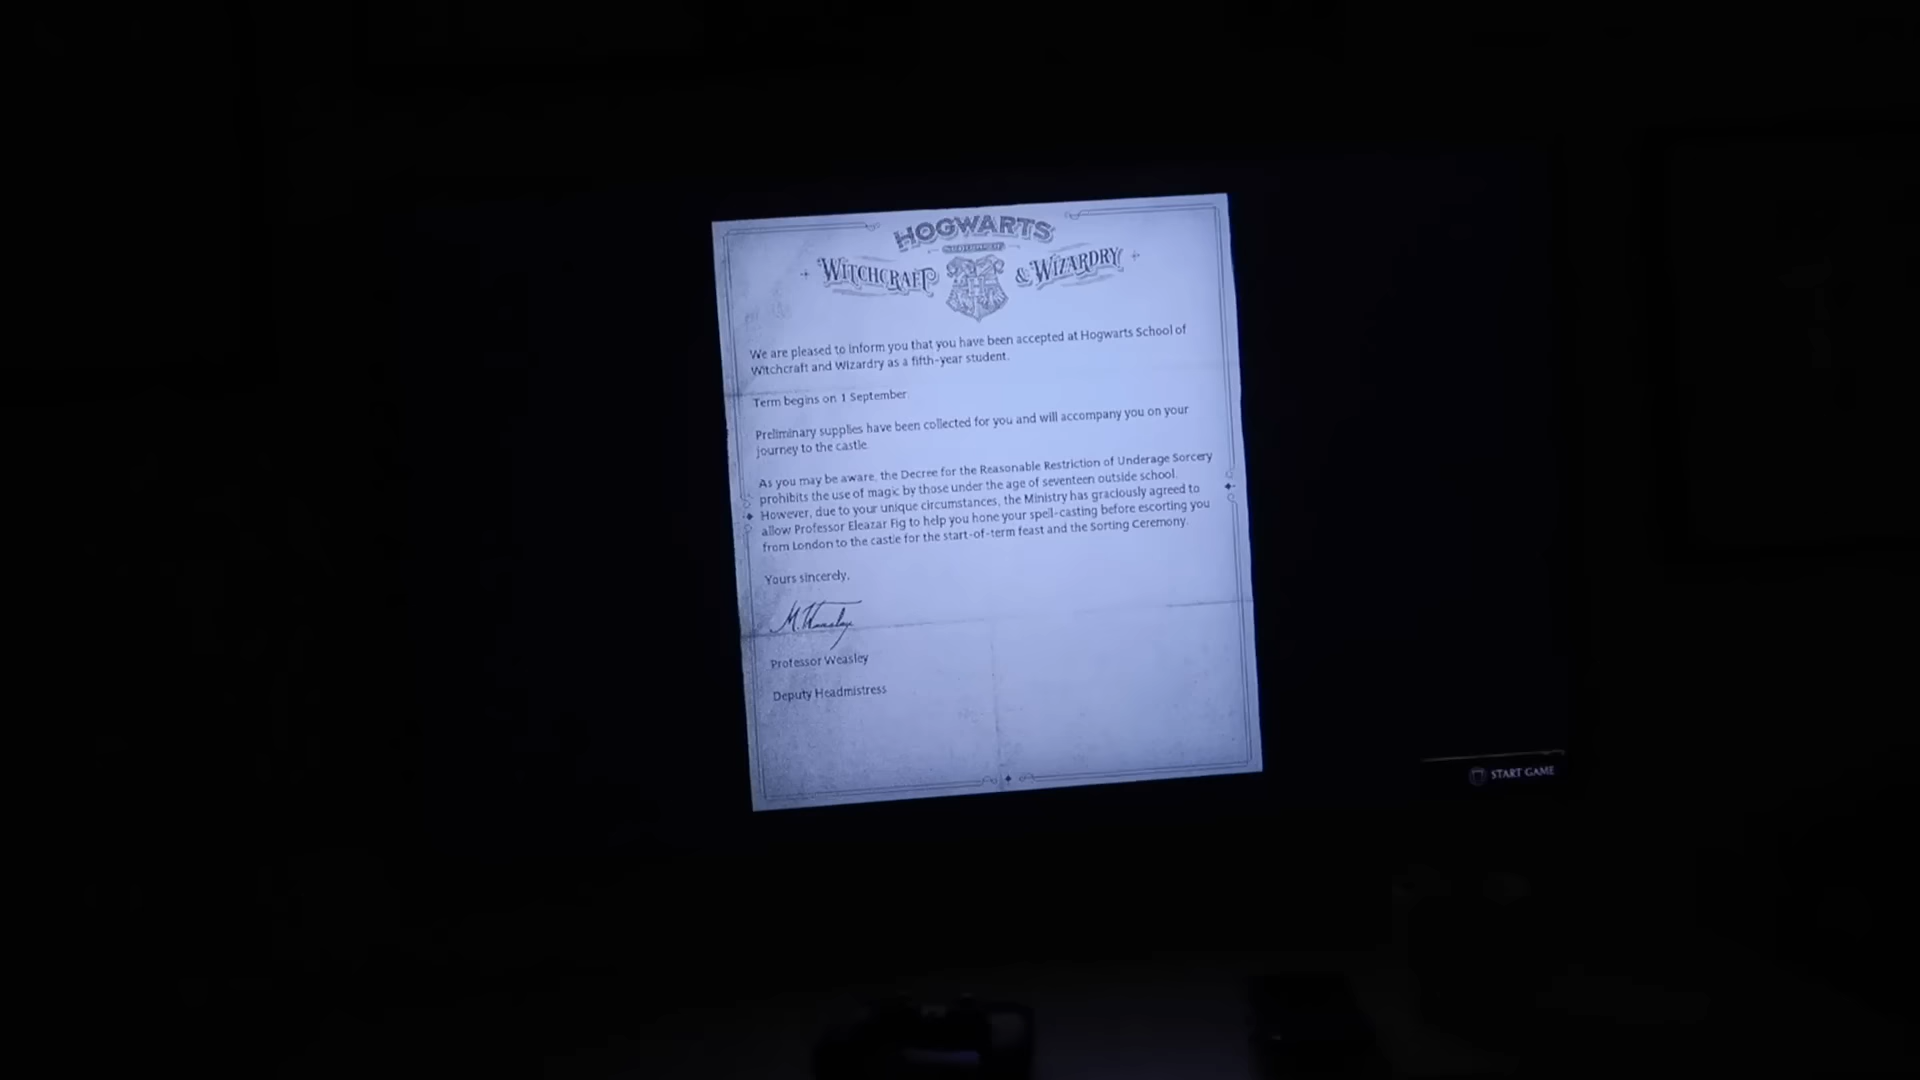 HOGWARTS
SCHOOL OF
WITCHCRAFT & WIZARDRY
We are pleased to inform you that you have been accepted at Hogwarts School of
Witchcraft and Wizardry as a fifth-year student.
Term begins on 1 September
Preliminary supplies have been collected for you and will accompany you on your
journey to the castle.
As you may be aware, the Decree for the Reasonable Restriction of Underage Sorcery
prohibits the use of magic by those under the age of seventeen outside school.
However, due to your unique circumstances, the Ministry has graciously agreed to
allow Professor Eleazar Fig to help you hone your spell-casting before escorting you
from London to the castle for the start-of-term feast and the Sorting Ceremony.
Yours sincerely,
M. Weasley
Professor Weasley
Deputy Headmistress
START GAME